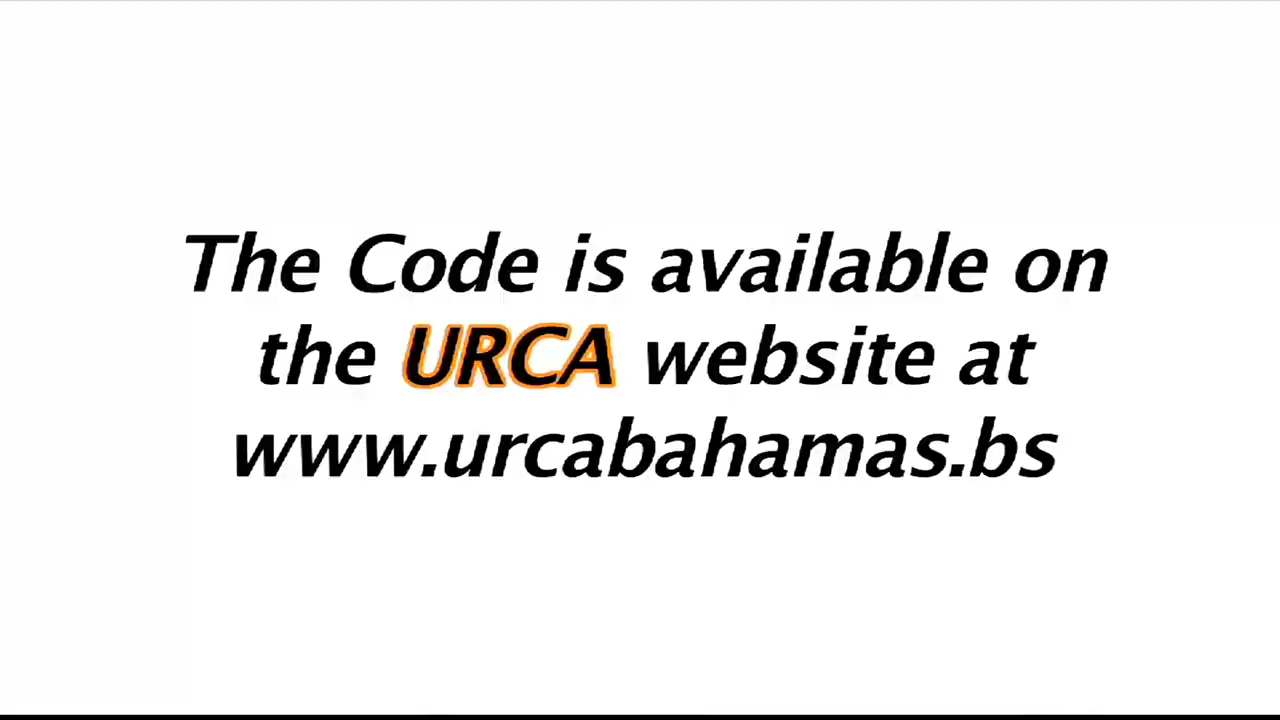 The Code is available on
the URCA website at
www.urcabahamas.bs